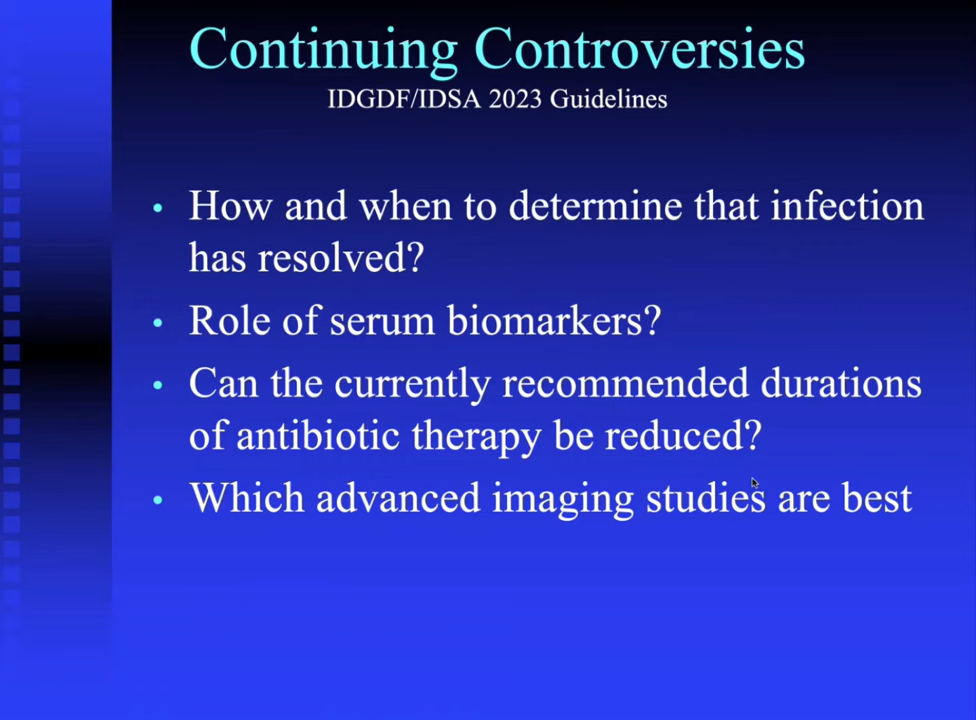 Continuing Controversies
IDGDF/IDSA 2023 Guidelines
• How and when to determine that infection
has resolved?
• Role of serum biomarkers?
• Can the currently recommended durations
of antibiotic therapy be reduced?
• Which advanced imaging studies are best